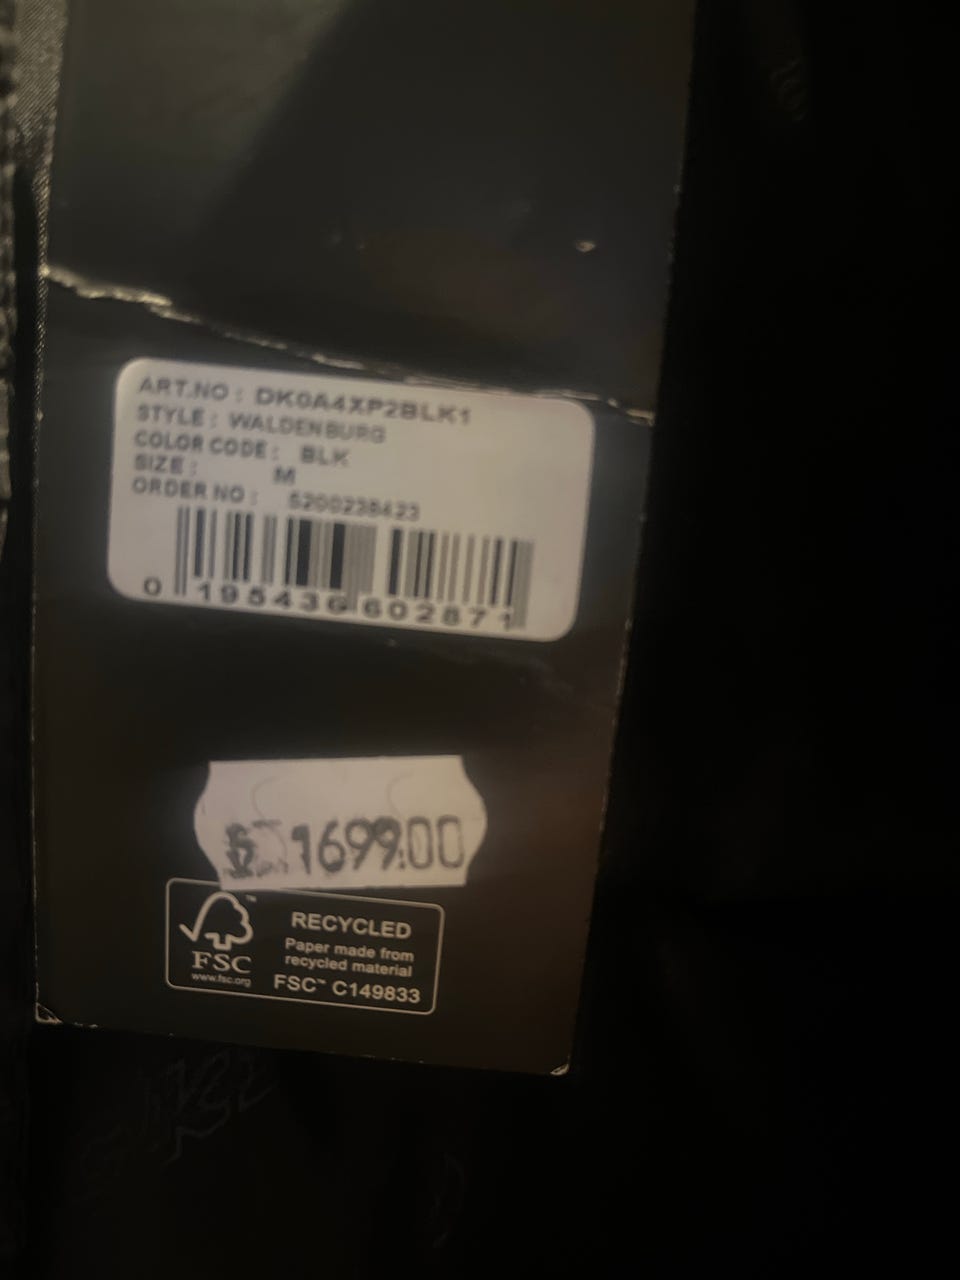 ART.NO : DK0A4XP2BLK1
STYLE : WALDENBURG
COLOR CODE : BLK
SIZE : M
ORDER NO : 5200238423
0 195436 602871
$ 1699.00
RECYCLED
Paper made from
recycled material
FSC™ C149833
FSC
www.fsc.org